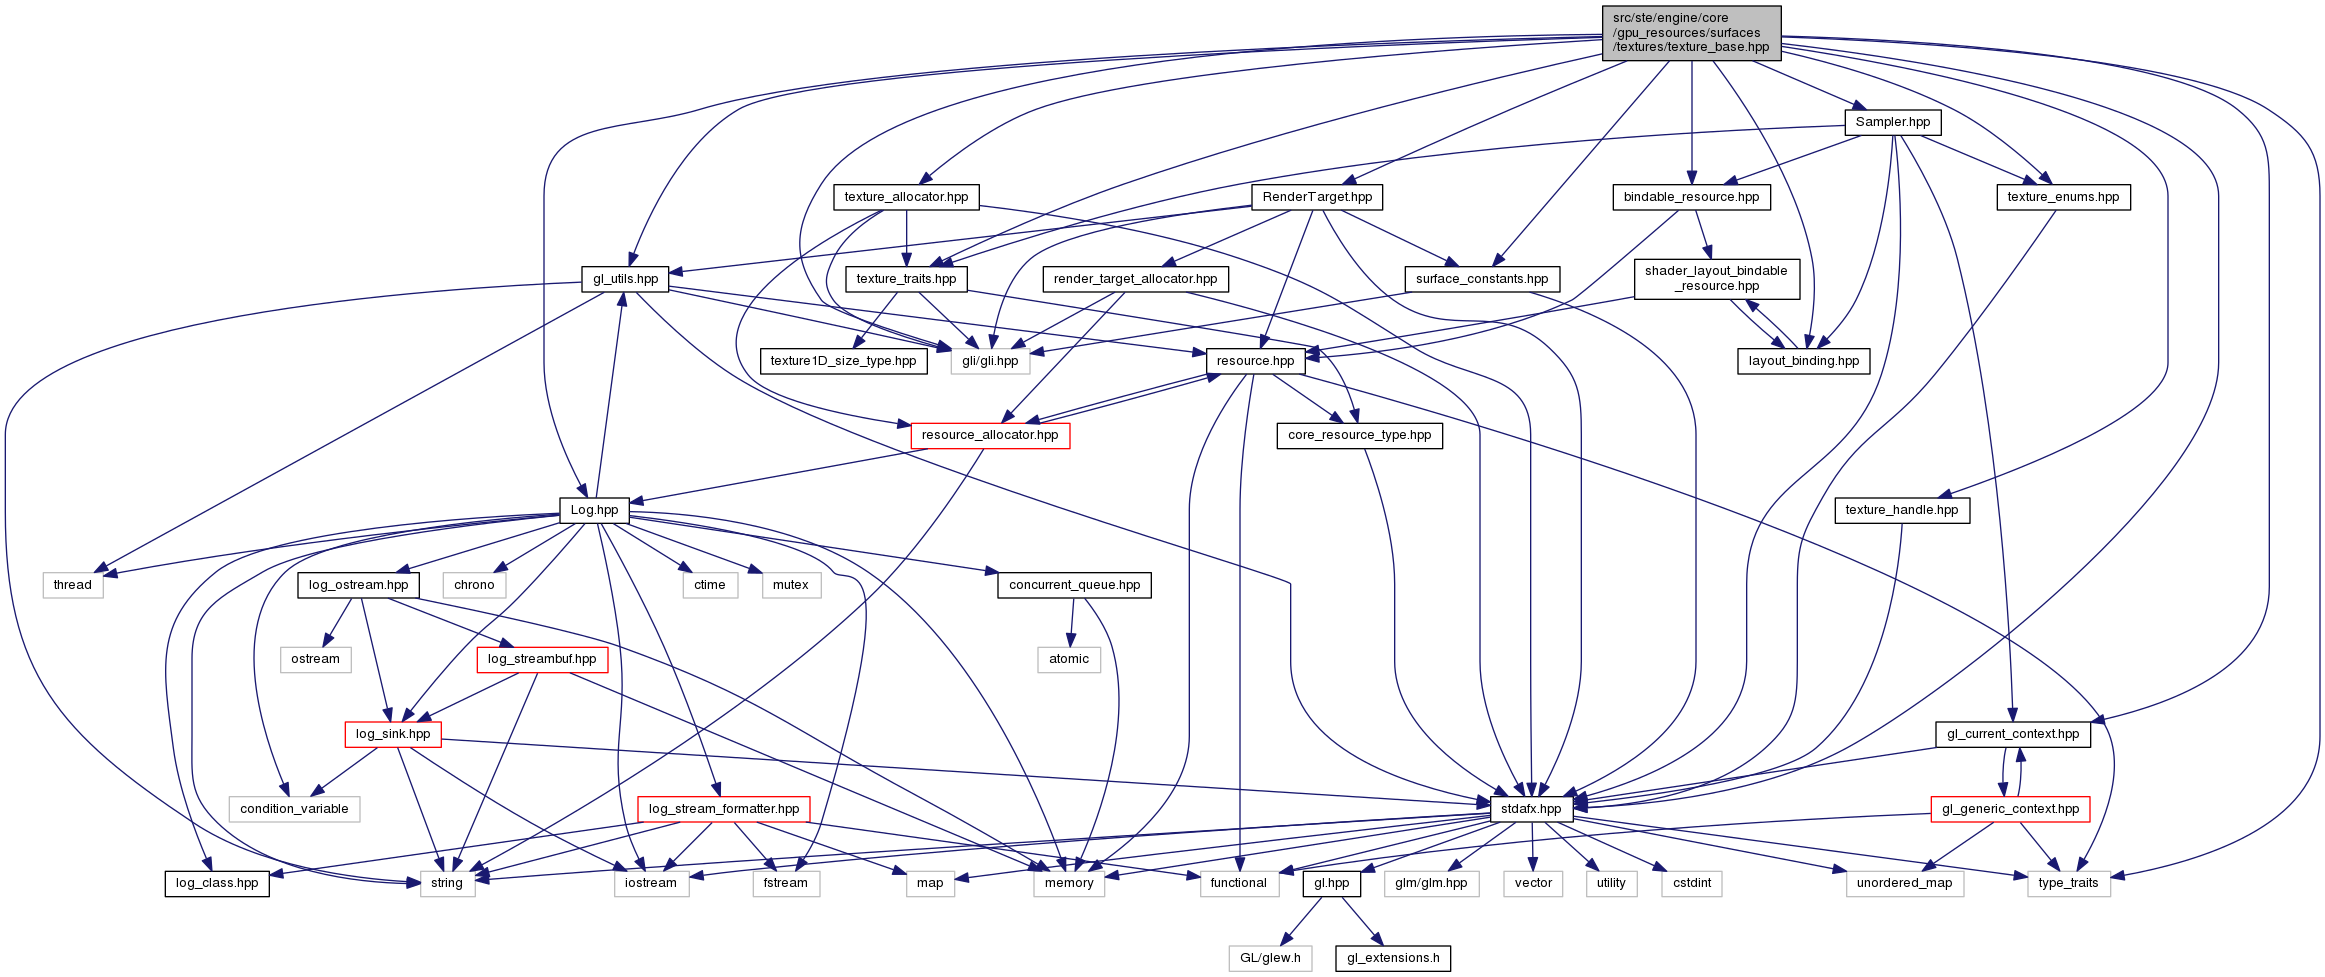 src/ste/engine/core
/gpu_resources/surfaces
/textures/texture_base.hpp
Sampler.hpp
texture_allocator.hpp
RenderTarget.hpp
bindable_resource.hpp
texture_enums.hpp
gl_utils.hpp
texture_traits.hpp
render_target_allocator.hpp
surface_constants.hpp
shader_layout_bindable
_resource.hpp
texture1D_size_type.hpp
gli/gli.hpp
resource.hpp
layout_binding.hpp
resource_allocator.hpp
core_resource_type.hpp
Log.hpp
texture_handle.hpp
thread
log_ostream.hpp
chrono
ctime
mutex
concurrent_queue.hpp
ostream
log_streambuf.hpp
atomic
log_sink.hpp
gl_current_context.hpp
condition_variable
log_stream_formatter.hpp
stdafx.hpp
gl_generic_context.hpp
log_class.hpp
string
iostream
fstream
map
memory
functional
gl.hpp
glm/glm.hpp
vector
utility
cstdint
unordered_map
type_traits
GL/glew.h
gl_extensions.h